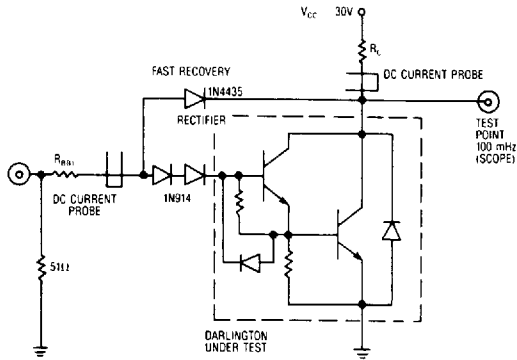 VCC 30V
RC
FAST RECOVERY
DC CURRENT PROBE
1N4435
RECTIFIER
TEST
POINT
100 mHz
(SCOPE)
RBB1
1N914
DC CURRENT
PROBE
51Ω
DARLINGTON
UNDER TEST